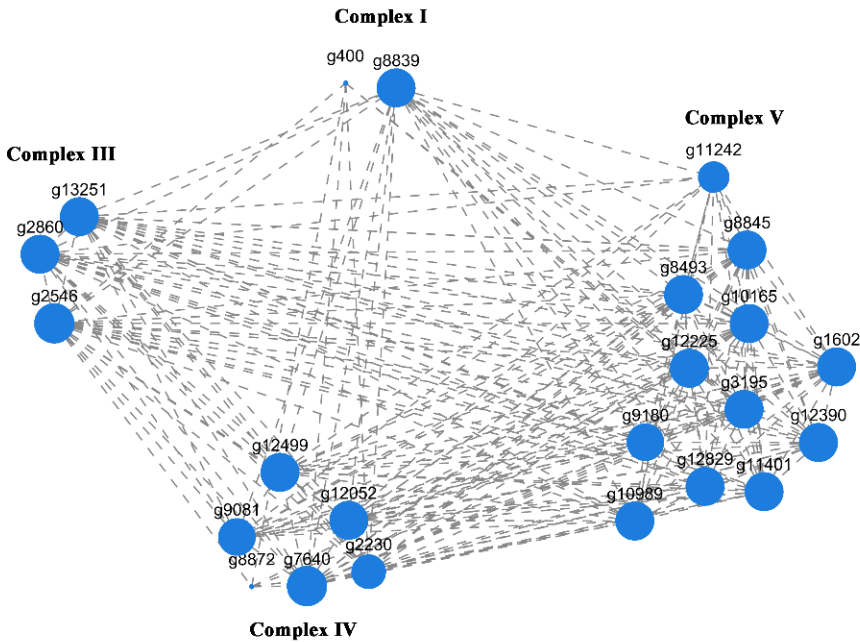 Complex I
g400
g8839
Complex V
g11242
Complex III
g13251
g2860
g8845
g8493
g2546
g10165
g12225
g1602
g3195
g9180
g12390
g12499
g12829
g11401
g12052
g10989
g9081
g8872
g7640
g2230
Complex IV